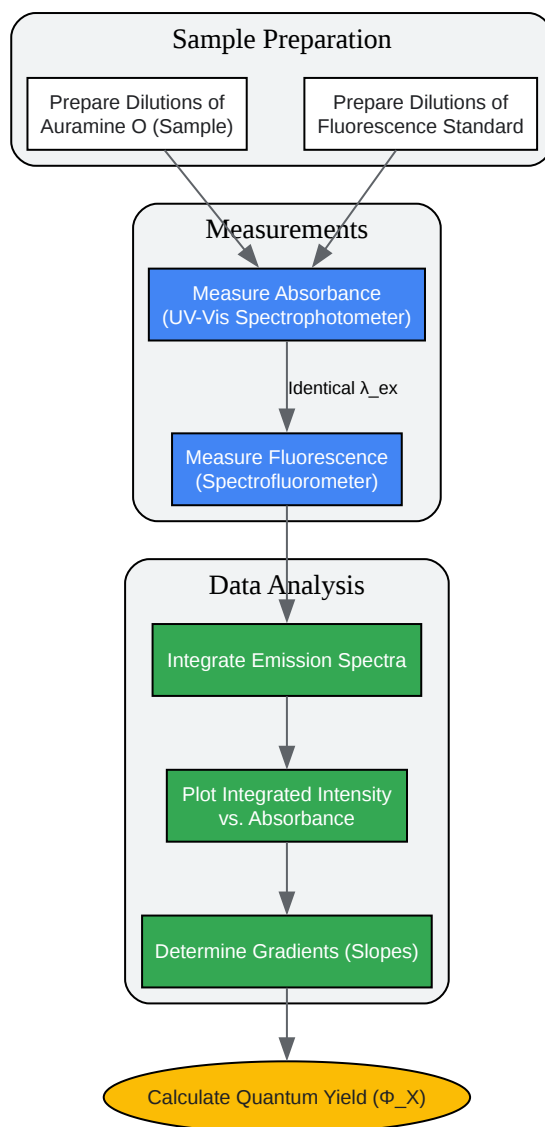 Sample Preparation
Prepare Dilutions of
Auramine O (Sample)
Prepare Dilutions of
Fluorescence Standard
Measurements
Measure Absorbance
(UV-Vis Spectrophotometer)
Identical λ_ex
Measure Fluorescence
(Spectrofluorometer)
Data Analysis
Integrate Emission Spectra
Plot Integrated Intensity
vs. Absorbance
Determine Gradients (Slopes)
Calculate Quantum Yield (Φ_X)